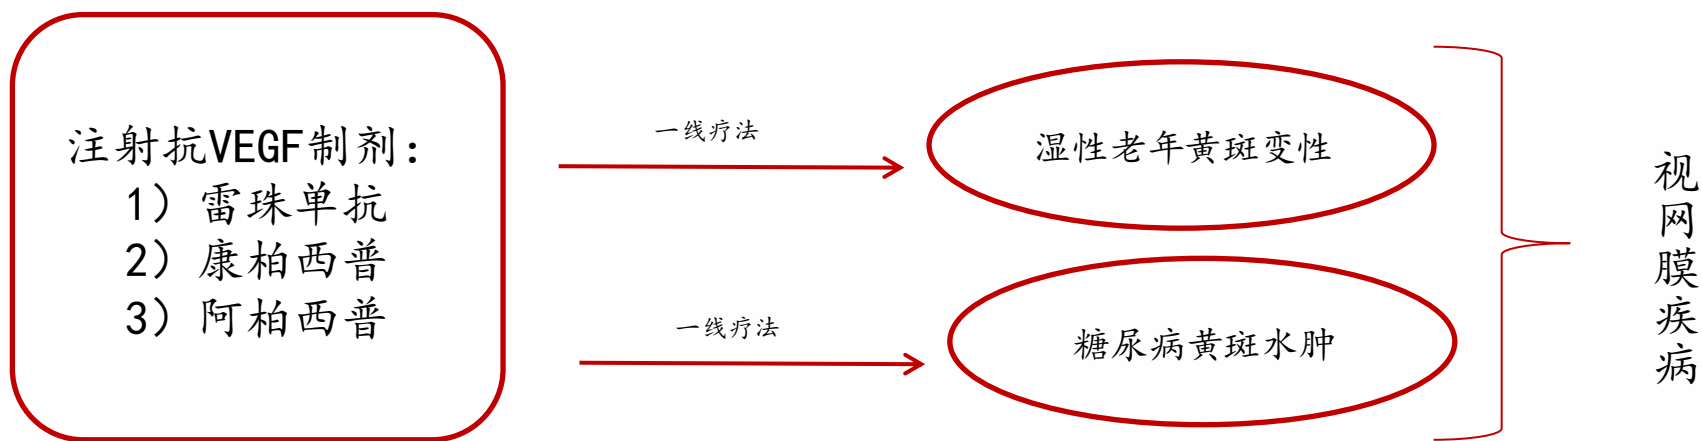 注射抗VEGF制剂：
1）雷珠单抗
2）康柏西普
3）阿柏西普
一线疗法
湿性老年黄斑变性
一线疗法
糖尿病黄斑水肿
视网膜疾病